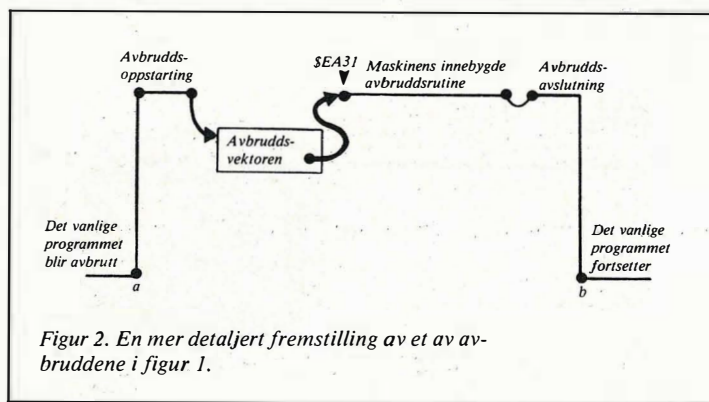 Avbrudds-
oppstarting
$EA31
Maskinens innebygde
avbruddsrutine
Avbrudds-
avslutning
Avbrudds-
vektoren
Det vanlige
programmet
blir avbrutt
a
Det vanlige
programmet
fortsetter
b
Figur 2. En mer detaljert fremstilling av et av av-
bruddene i figur 1.